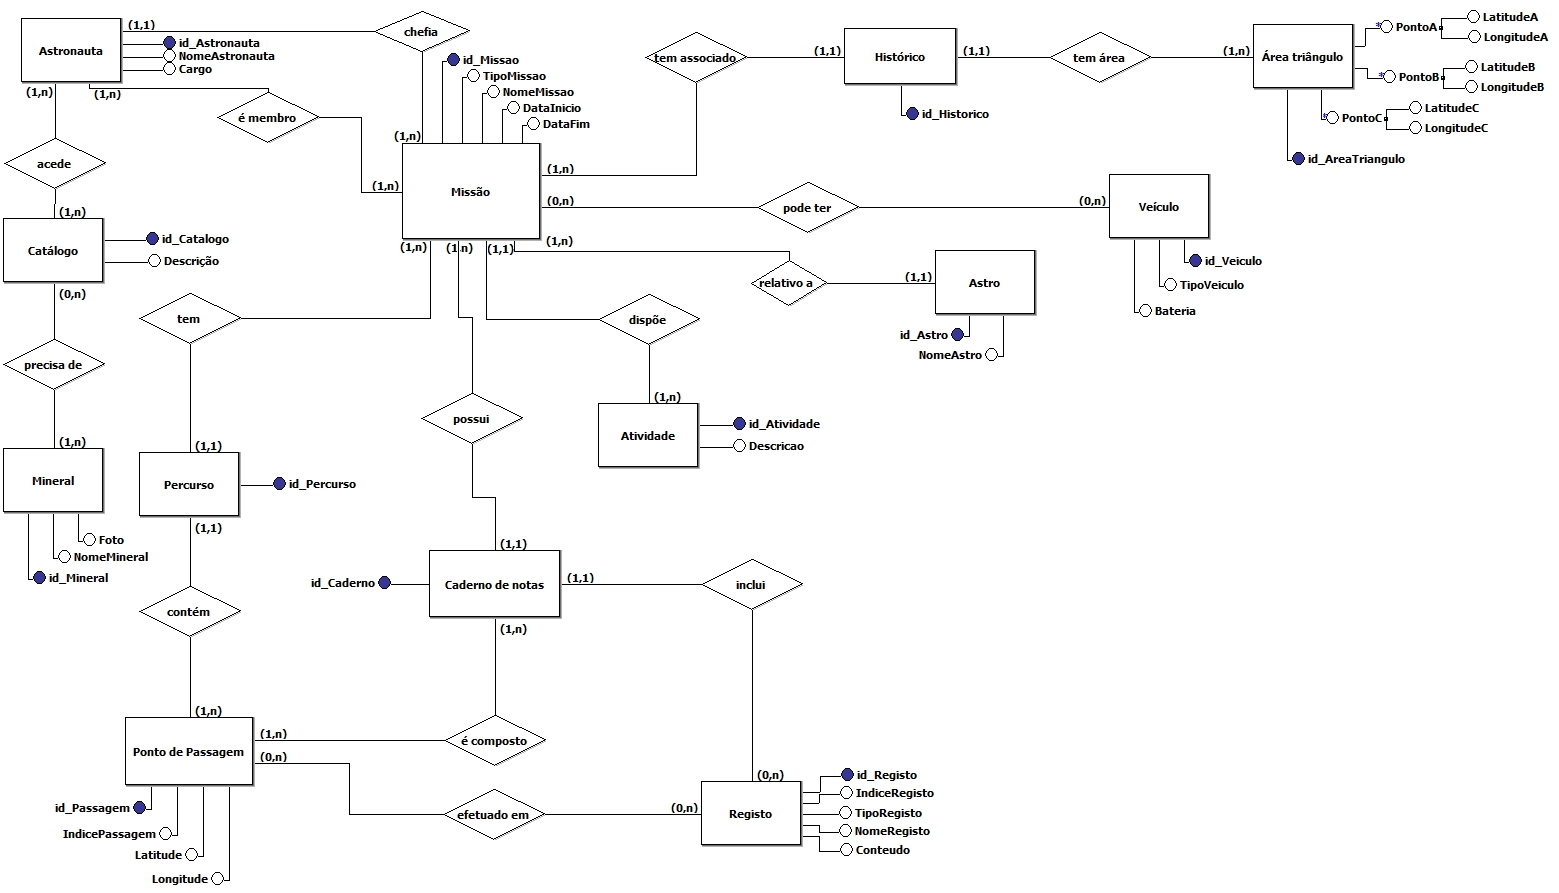 Astronauta
(1,1)
id_Astronauta
NomeAstronauta
Cargo
(1,n)
(1,n)
chefia
é membro
(1,n)
(1,n)
id_Missao
TipoMissao
NomeMissao
DataInicio
DataFim
Missão
tem associado
(1,1)
(1,n)
Histórico
(1,1)
id_Historico
tem área
(1,n)
Área triângulo
* PontoA
LatitudeA
LongitudeA
* PontoB
LatitudeB
LongitudeB
* PontoC
LatitudeC
LongitudeC
id_AreaTriangulo
acede
(1,n)
Catálogo
id_Catalogo
Descrição
(0,n)
precisa de
(1,n)
Mineral
Foto
NomeMineral
id_Mineral
(0,n)
pode ter
(0,n)
Veículo
id_Veiculo
TipoVeiculo
Bateria
(1,n)
(1,n)
(1,1)
(1,n)
relativo a
(1,1)
Astro
id_Astro
NomeAstro
tem
(1,1)
Percurso
id_Percurso
(1,1)
possui
dispõe
(1,n)
Atividade
id_Atividade
Descricao
(1,1)
Caderno de notas
id_Caderno
(1,1)
(1,n)
inclui
contém
(1,n)
Ponto de Passagem
(1,n)
(0,n)
é composto
efetuado em
(0,n)
(0,n)
Registo
id_Registo
IndiceRegisto
TipoRegisto
NomeRegisto
Conteudo
id_Passagem
IndicePassagem
Latitude
Longitude